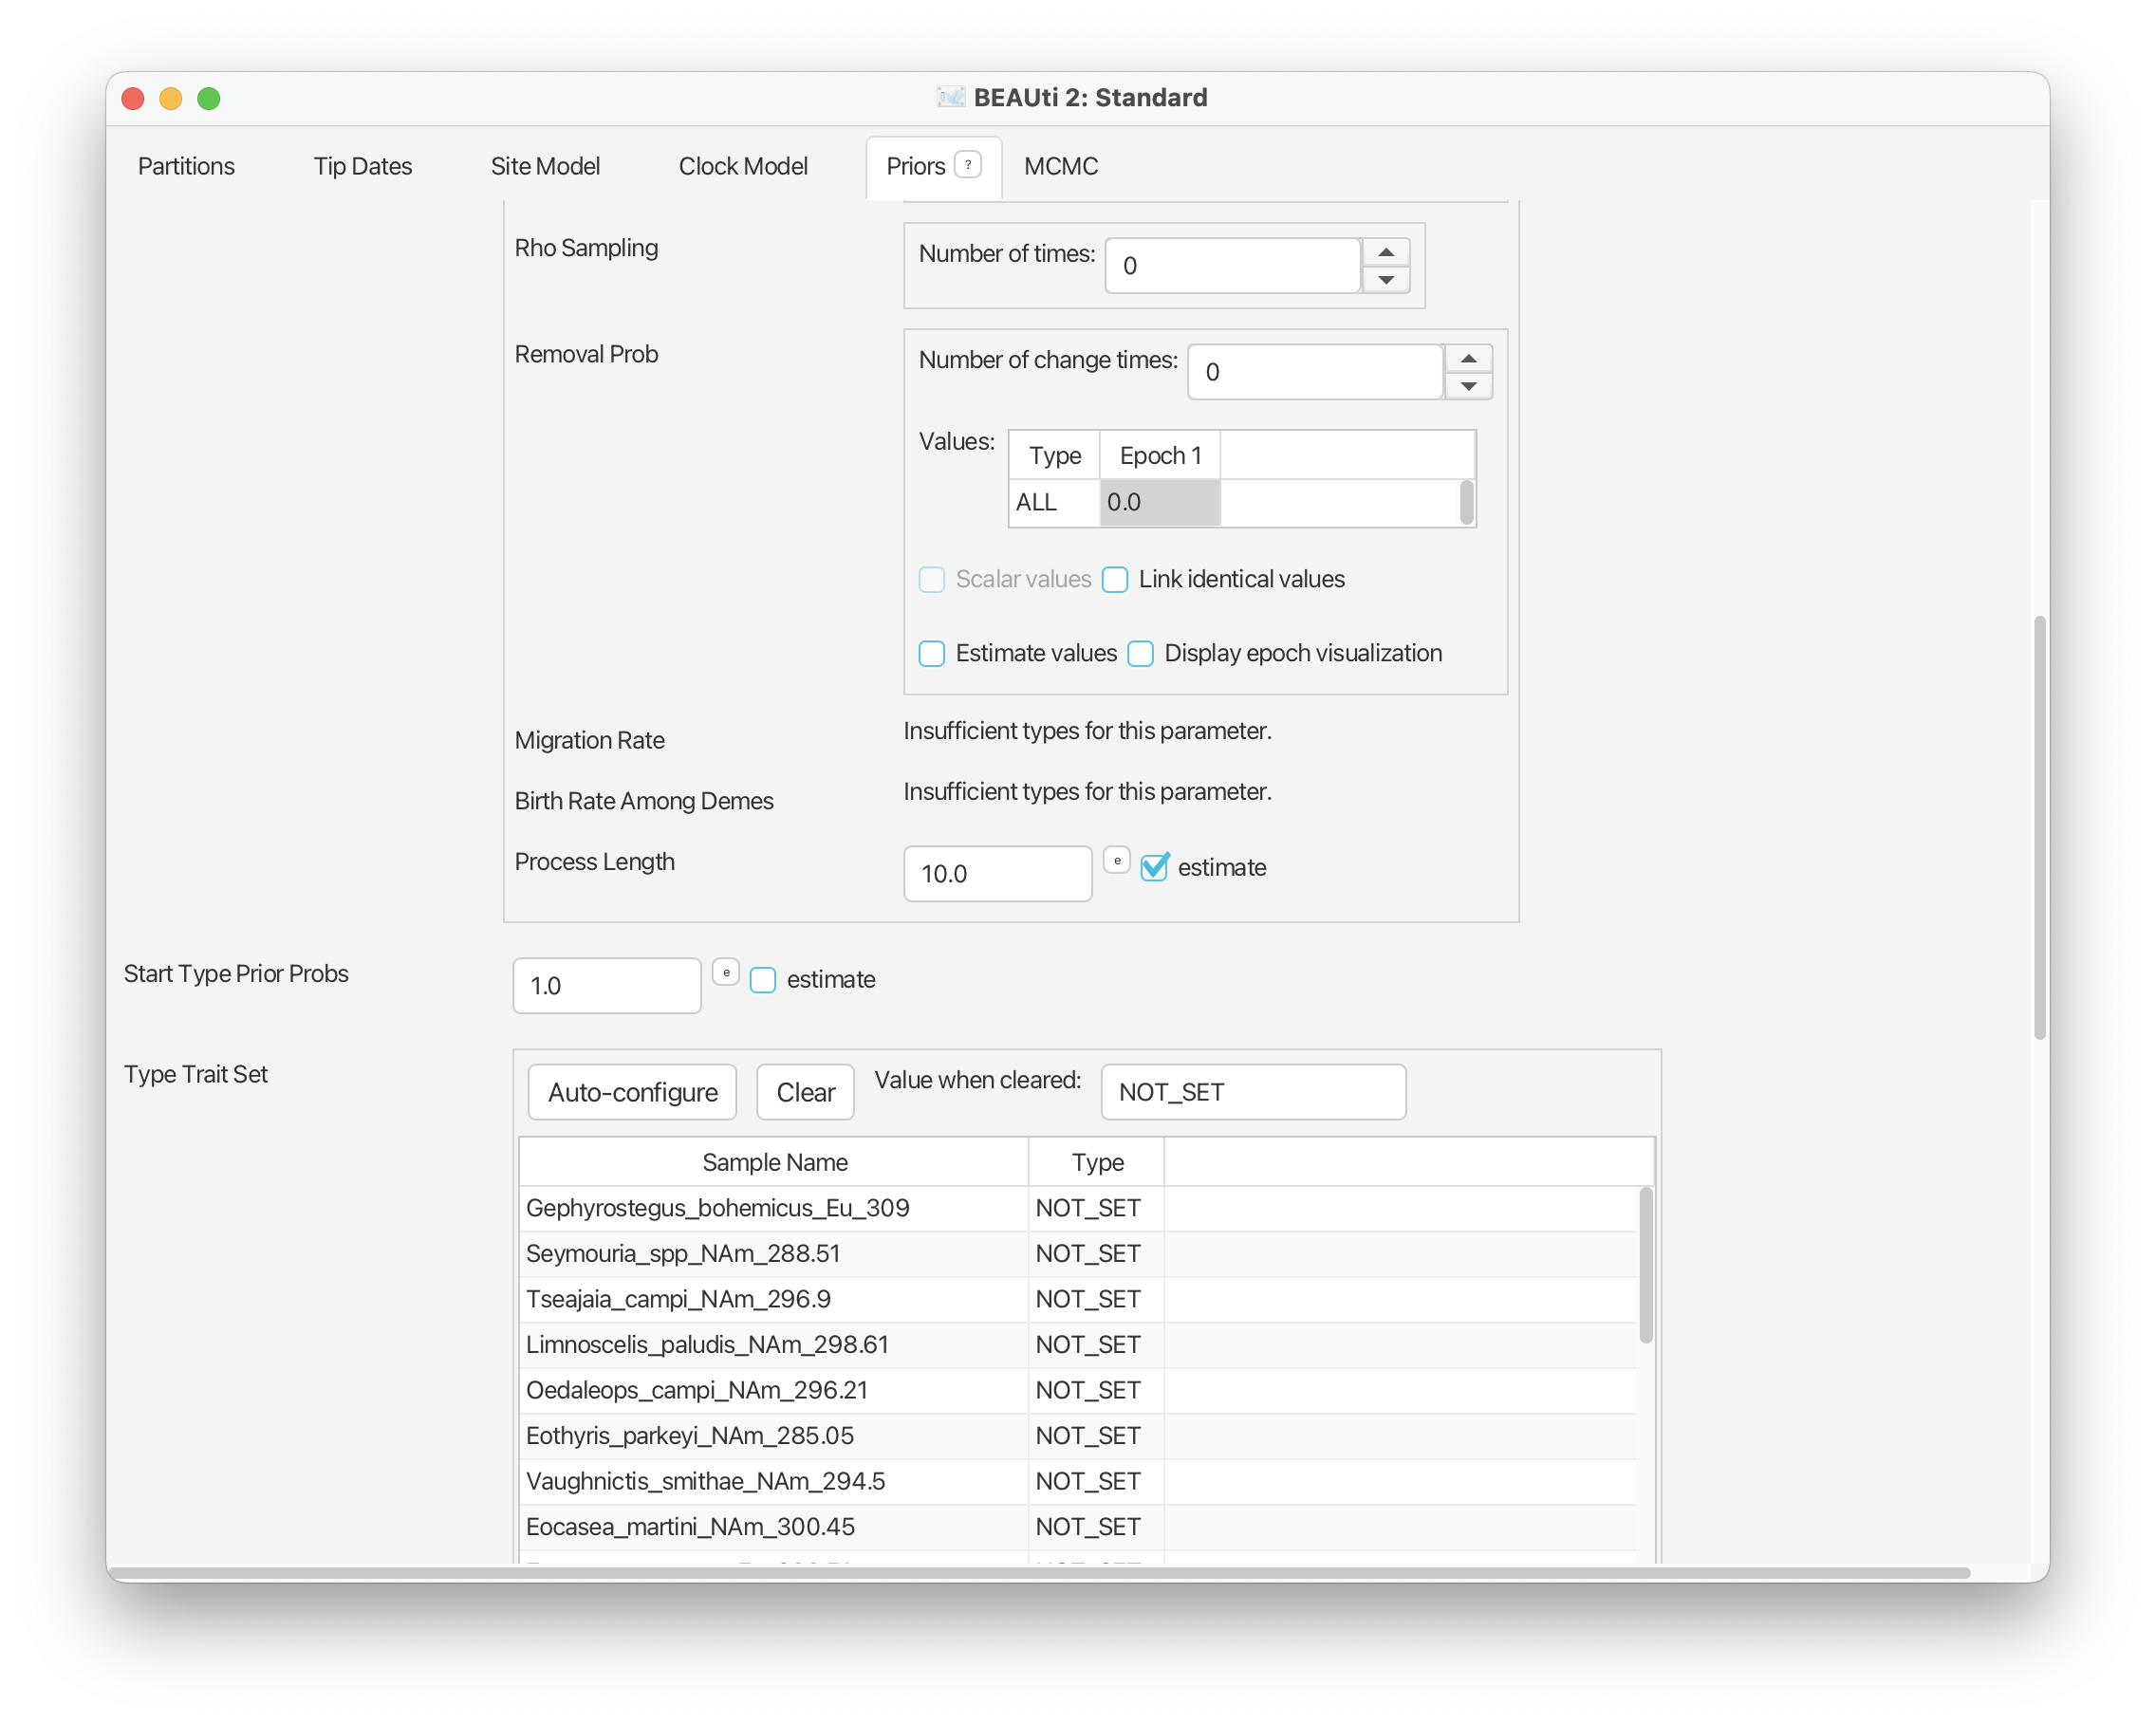 BEAUti 2: Standard
Partitions Tip Dates Site Model Clock Model Priors ? MCMC
Rho Sampling Number of times: 0
Removal Prob Number of change times: 0
Values: Type Epoch 1
ALL 0.0
Scalar values Link identical values
Estimate values Display epoch visualization
Migration Rate Insufficient types for this parameter.
Birth Rate Among Demes Insufficient types for this parameter.
Process Length 10.0 e estimate
Start Type Prior Probs 1.0 e estimate
Type Trait Set Auto-configure Clear Value when cleared: NOT_SET
Sample Name Type
Gephyrostegus_bohemicus_Eu_309 NOT_SET
Seymouria_spp_NAm_288.51 NOT_SET
Tseajaia_campi_NAm_296.9 NOT_SET
Limnoscelis_paludis_NAm_298.61 NOT_SET
Oedaleops_campi_NAm_296.21 NOT_SET
Eothyris_parkeyi_NAm_285.05 NOT_SET
Vaughnictis_smithae_NAm_294.5 NOT_SET
Eocasea_martini_NAm_300.45 NOT_SET